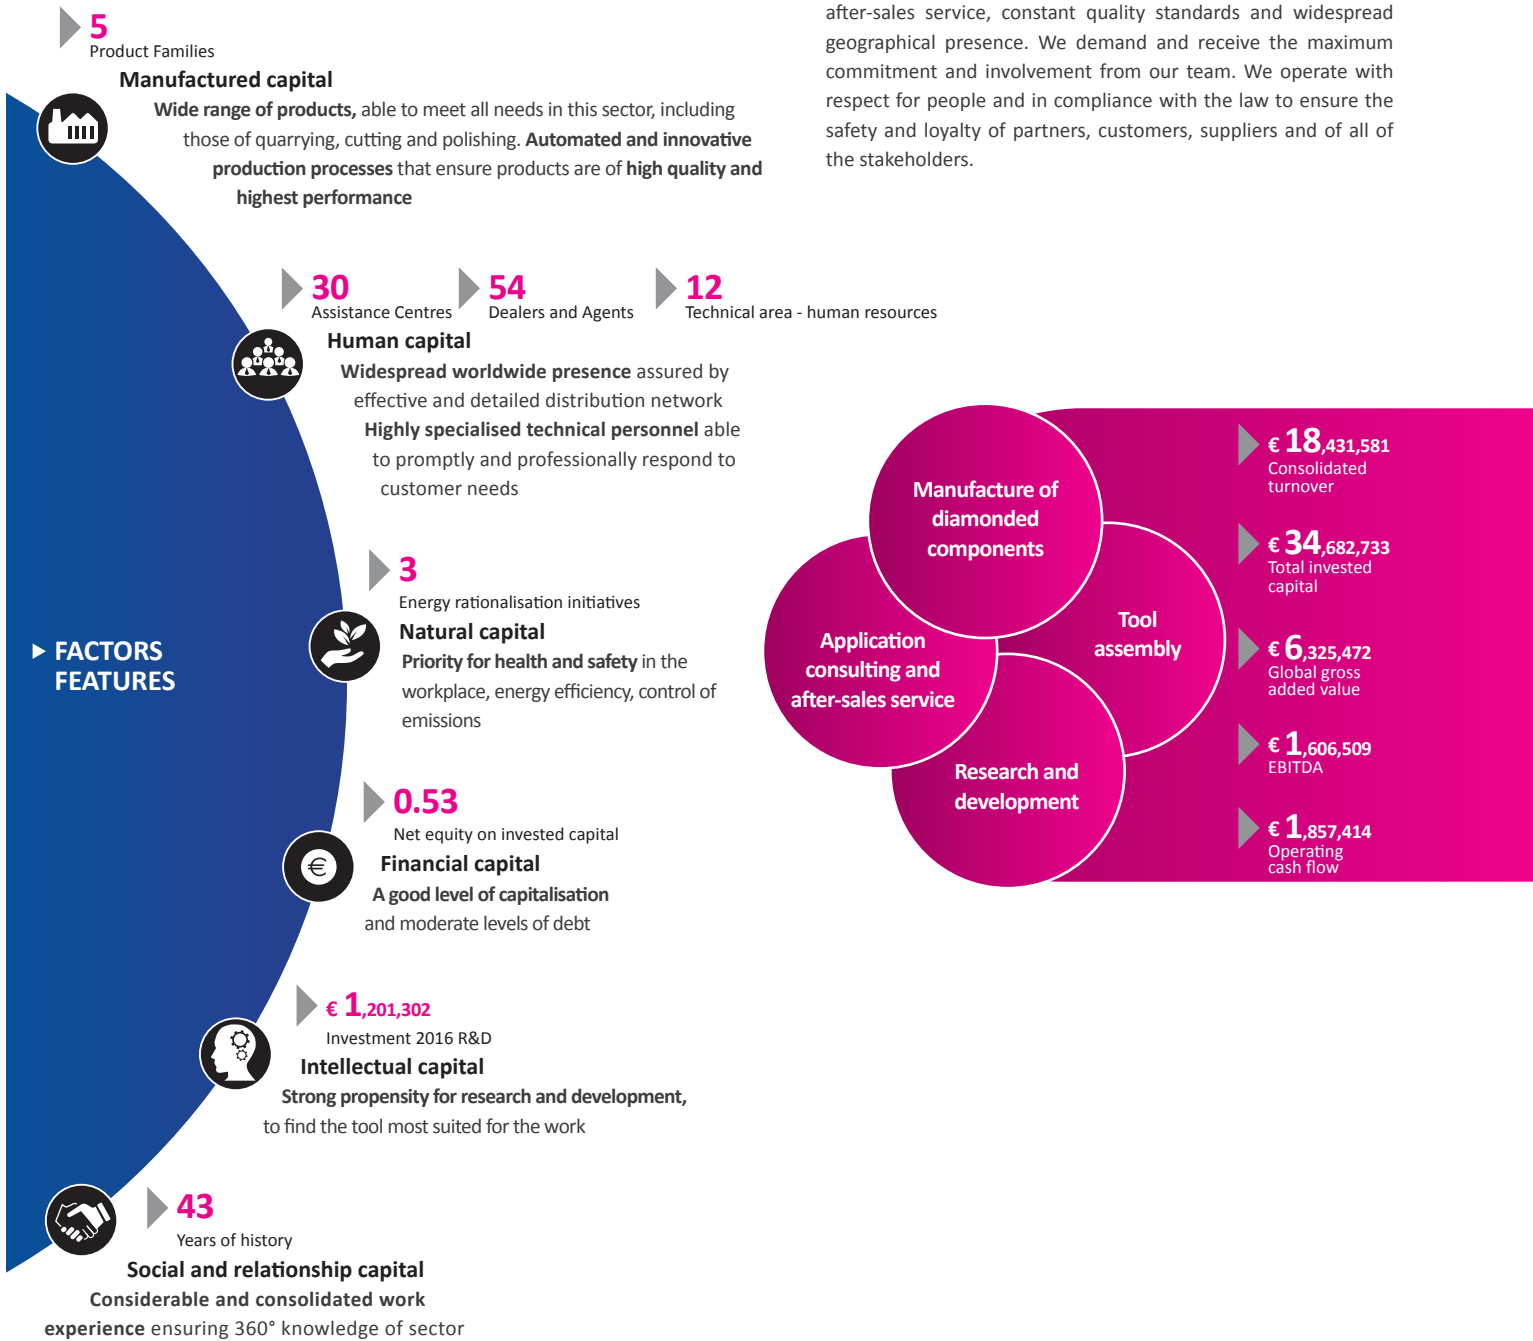 5
Product Families
Manufactured capital
Wide range of products, able to meet all needs in this sector, including
those of quarrying, cutting and polishing. Automated and innovative
production processes that ensure products are of high quality and
highest performance
after-sales service, constant quality standards and widespread
geographical presence. We demand and receive the maximum
commitment and involvement from our team. We operate with
respect for people and in compliance with the law to ensure the
safety and loyalty of partners, customers, suppliers and of all of
the stakeholders.
30
Assistance Centres
54
Dealers and Agents
12
Technical area - human resources
Human capital
Widespread worldwide presence assured by
effective and detailed distribution network
Highly specialised technical personnel able
to promptly and professionally respond to
customer needs
3
Energy rationalisation initiatives
Natural capital
Priority for health and safety in the
workplace, energy efficiency, control of
emissions
FACTORS
FEATURES
0.53
Net equity on invested capital
Financial capital
A good level of capitalisation
and moderate levels of debt
€
€ 1,201,302
Investment 2016 R&D
Intellectual capital
Strong propensity for research and development,
to find the tool most suited for the work
43
Years of history
Social and relationship capital
Considerable and consolidated work
experience ensuring 360° knowledge of sector
Manufacture of
diamonded
components
Tool
assembly
Application
consulting and
after-sales service
Research and
development
€ 18,431,581
Consolidated
turnover
€ 34,682,733
Total invested
capital
€ 6,325,472
Global gross
added value
€ 1,606,509
EBITDA
€ 1,857,414
Operating
cash flow